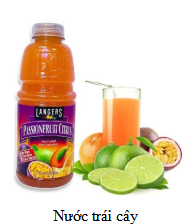 LANGERS
PASSIONFRUIT CITRUS
Nước trái cây